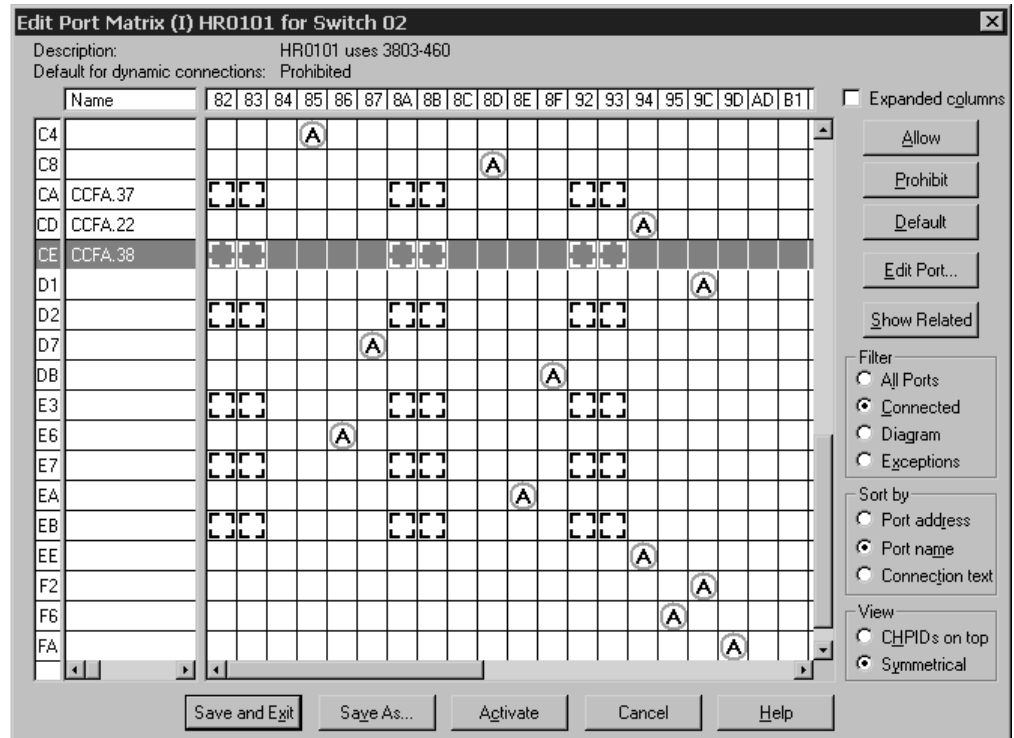 Edit Port Matrix (I) HR0101 for Switch 02
Description: HR0101 uses 3803-460
Default for dynamic connections: Prohibited
Name 82 83 84 85 86 87 8A 8B 8C 8D 8E 8F 92 93 94 95 9C 9D AD B1
Expanded columns
C4 A
C8 A
CA CCFA.37
CD CCFA.22 A
CE CCFA.38
D1 A
D2
D7 A
DB A
E3
E6 A
E7
EA A
EB
EE A
F2 A
F6 A
FA A
Allow
Prohibit
Default
Edit Port...
Show Related
Filter
All Ports
Connected
Diagram
Exceptions
Sort by
Port address
Port name
Connection text
View
CHPIDs on top
Symmetrical
Save and Exit Save As... Activate Cancel Help